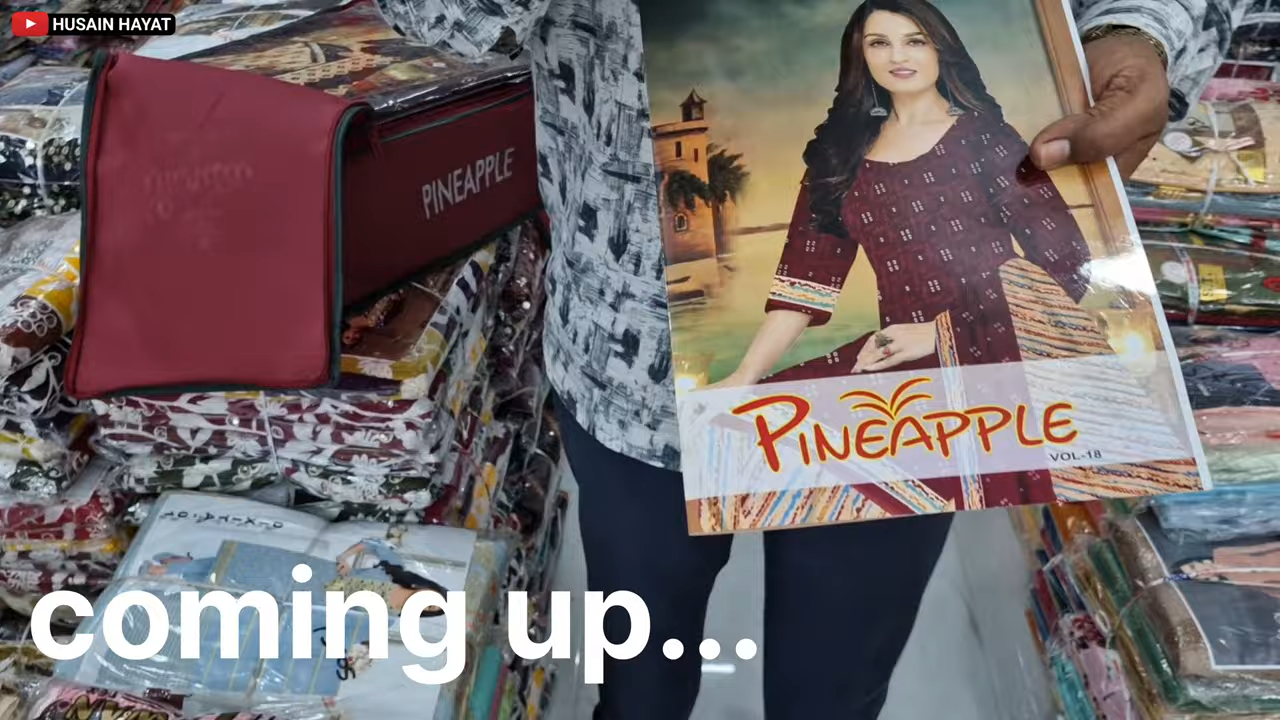 HUSAIN HAYAT
PINEAPPLE
PINEAPPLE
VOL-18
coming up...